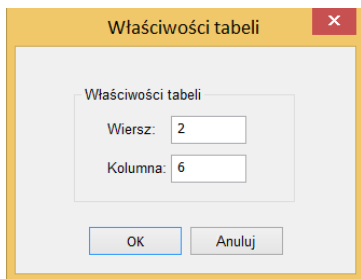 Właściwości tabeli
Właściwości tabeli
Wiersz: 2
Kolumna: 6
OK Anuluj